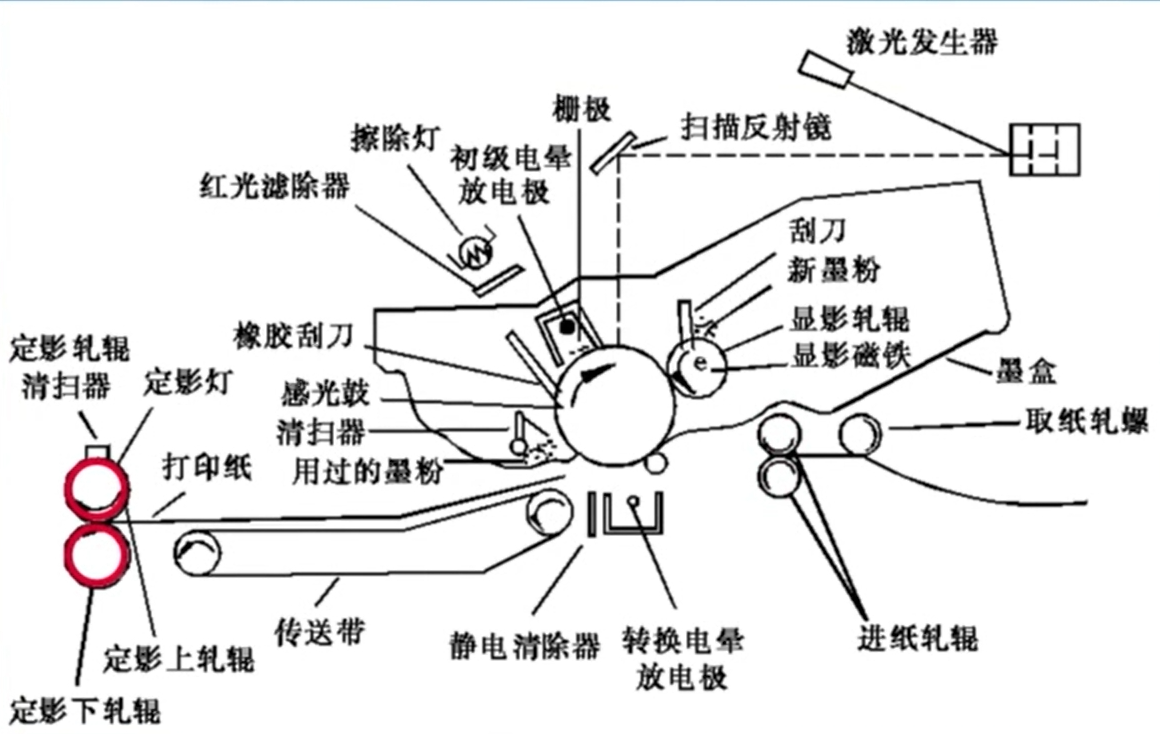 激光发生器
栅极
扫描反射镜
擦除灯
初级电晕
放电极
红光滤除器
刮刀
新墨粉
显影轧辊
显影磁铁
e
橡胶刮刀
墨盒
定影轧辊
清扫器
定影灯
感光鼓
清扫器
用过的墨粉
取纸轧螺
打印纸
传送带
静电清除器
转换电晕
放电极
进纸轧辊
定影上轧辊
定影下轧辊